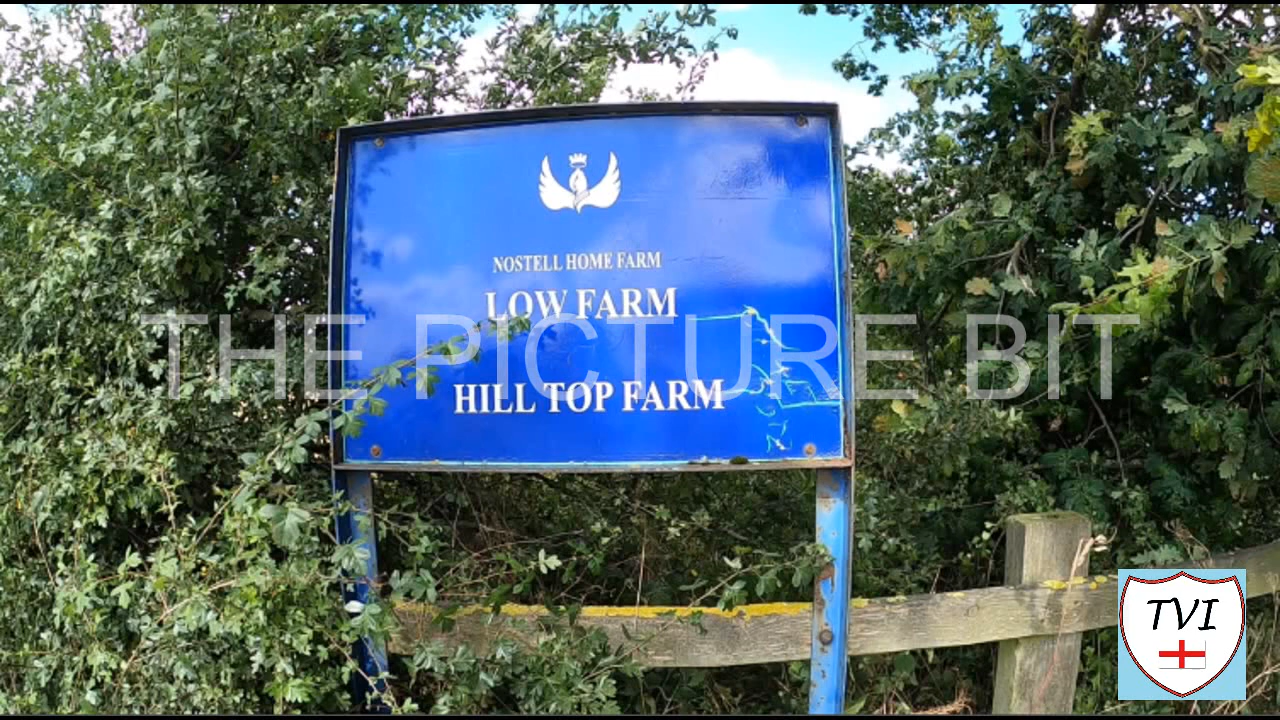 NOSTELL HOME FARM
LOW FARM
THE PICTURE BIT
HILL TOP FARM
TVI